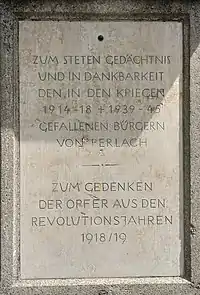 ZUM STETEN GEDÄCHTNIS
UND IN DANKBARKEIT
DEN, IN DEN KRIEGEN
1914-18 + 1939-45
GEFALLENEN BÜRGERN
VON PERLACH
ZUM GEDENKEN
DER OPFER AUS DEN
REVOLUTIONSJAHREN
1918/19